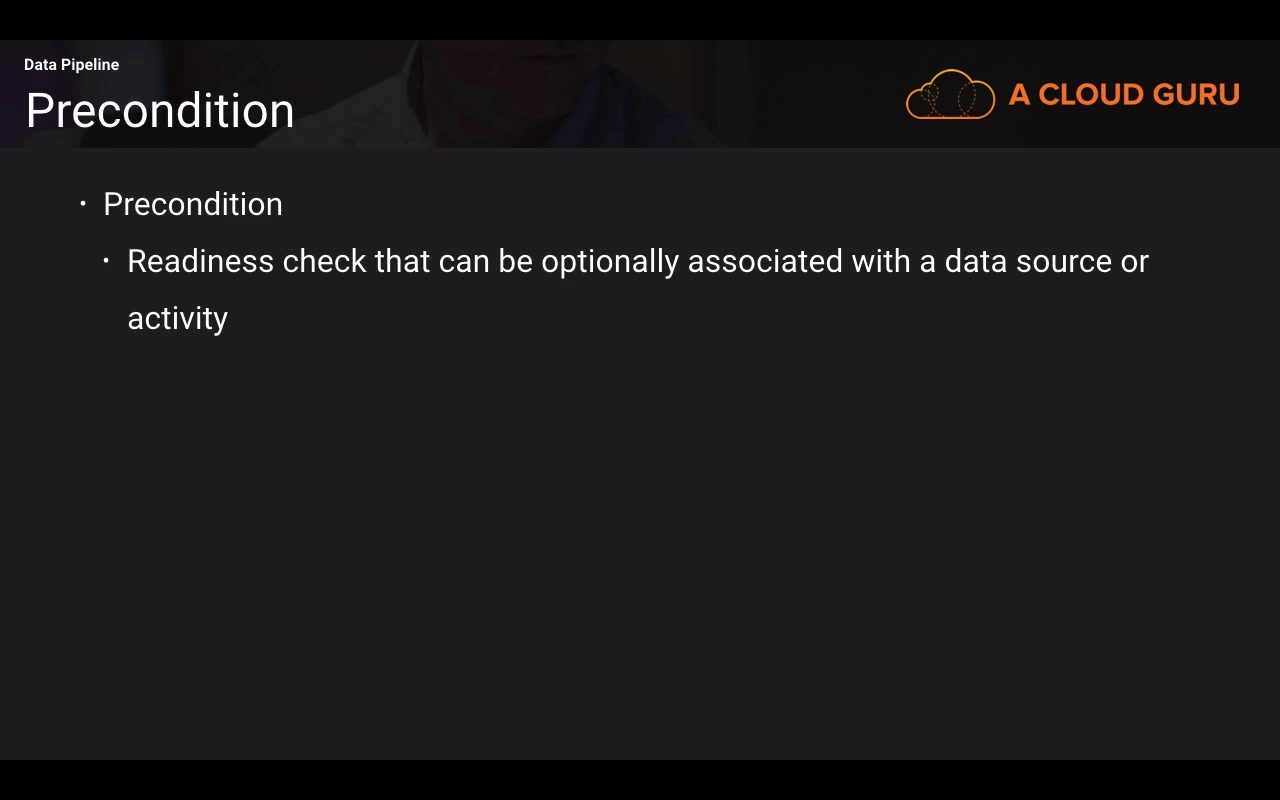 Data Pipeline
Precondition
A CLOUD GURU
· Precondition
· Readiness check that can be optionally associated with a data source or
activity